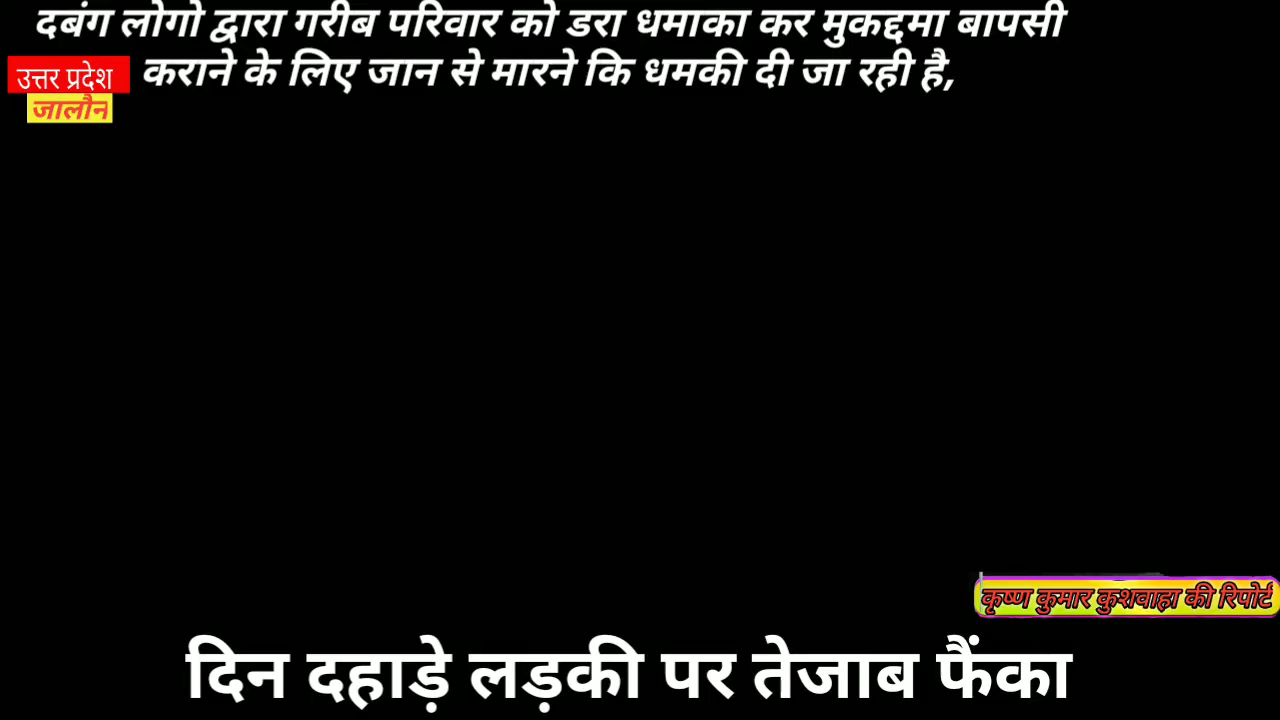 दबंग लोगो द्वारा गरीब परिवार को डरा धमाका कर मुकद्दमा बापसी
कराने के लिए जान से मारने कि धमकी दी जा रही है,
उत्तर प्रदेश
जालौन
कृष्ण कुमार कुशवाहा की रिपोर्ट
दिन दहाड़े लड़की पर तेजाब फैंका